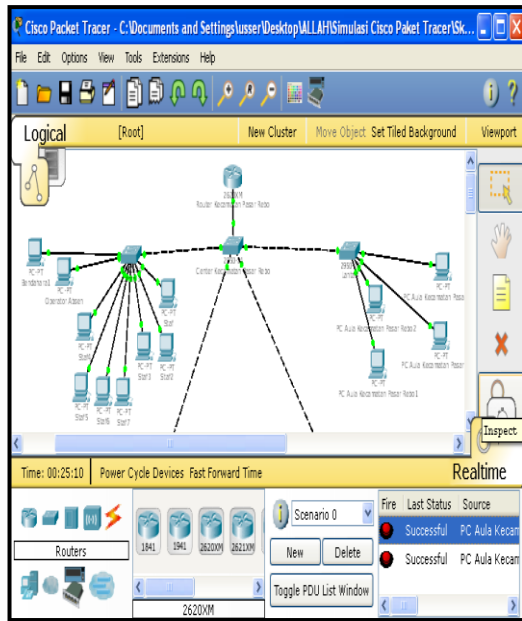 Cisco Packet Tracer - C:\Documents and Settings\usser\Desktop\ALLAH\Simulasi Cisco Paket Tracer\Sk...
File Edit Options View Tools Extensions Help
Logical [Root] New Cluster Move Object Set Tiled Background Viewport
2620XM
Router Kecamatan Pasar Rebo
Center Kecamatan Pasar Rebo
PC-PT
Bendahara1
PC-PT
Operator Absen
PC-PT
Staf
PC-PT
Staf4
PC-PT
Staf3
PC-PT
Staf2
PC-PT
Staf5
PC-PT
Staf6
PC-PT
Staf7
PC-PT
PC Aula Kecamatan Pasar
PC Aula Kecamatan Pasar Rebo2
PC-PT
PC Aula Kecamatan Pasar
PC-PT
PC Aula Kecamatan Pasar Rebo1
Inspect
Time: 00:25:10 Power Cycle Devices Fast Forward Time Realtime
Routers
1841 1941 2620XM 2621XM
2620XM
Scenario 0
New Delete
Toggle PDU List Window
Fire Last Status Source
Successful PC Aula Kecam
Successful PC Aula Kecam